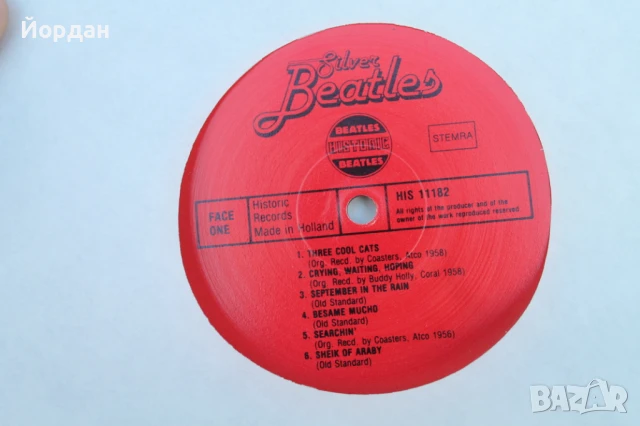 Йордан
Silver
Beatles
BEATLES
HISTORIC
BEATLES
STEMRA
FACE
ONE
Historic
Records
Made in Holland
HIS 11182
All rights of the producer and of the
owner of the work reproduced reserved
1. THREE COOL CATS
(Org. Recd. by Coasters, Atco 1958)
2. CRYING, WAITING, HOPING
(Org. Recd. by Buddy Holly, Coral 1958)
3. SEPTEMBER IN THE RAIN
(Old Standard)
4. BESAME MUCHO
(Old Standard)
5. SEARCHIN'
(Org. Recd. by Coasters, Atco 1956)
6. SHEIK OF ARABY
(Old Standard)
BAZAR
bg